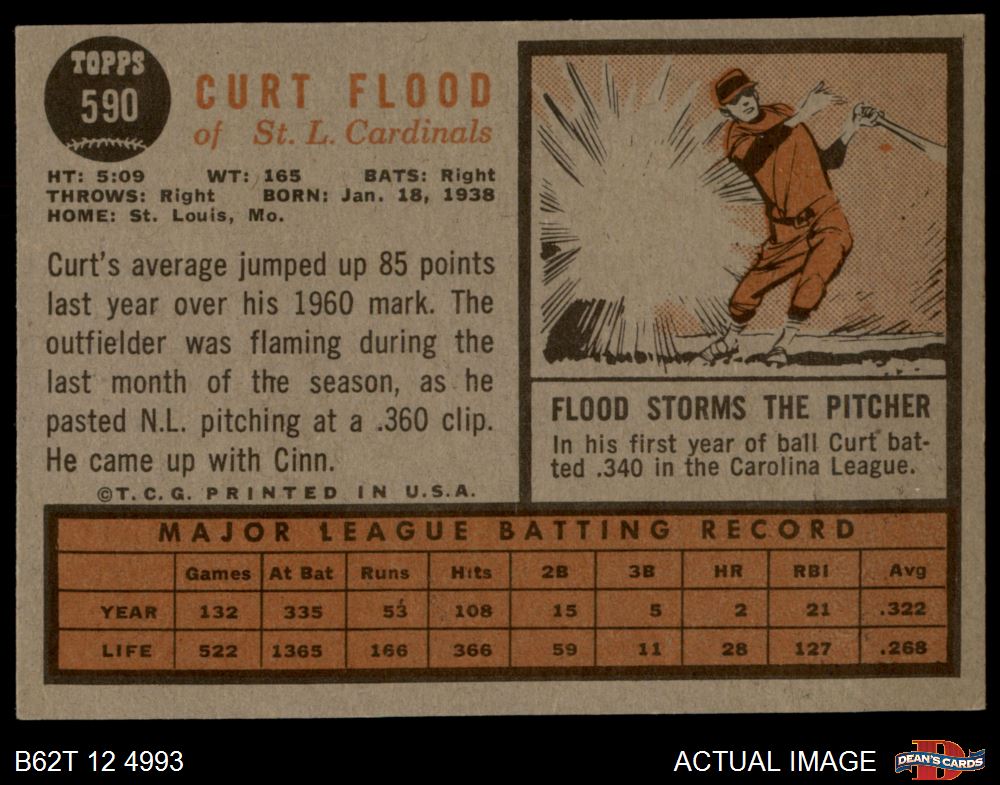 TOPPS
590
CURT FLOOD
of St. L. Cardinals
HT: 5:09 WT: 165 BATS: Right
THROWS: Right BORN: Jan. 18, 1938
HOME: St. Louis, Mo.
Curt's average jumped up 85 points
last year over his 1960 mark. The
outfielder was flaming during the
last month of the season, as he
pasted N.L. pitching at a .360 clip.
He came up with Cinn.
©T.C.G. PRINTED IN U.S.A.
FLOOD STORMS THE PITCHER
In his first year of ball Curt bat-
ted .340 in the Carolina League.
MAJOR LEAGUE BATTING RECORD
Games At Bat Runs Hits 2B 3B HR RBI Avg
YEAR 132 335 53 108 15 5 2 21 .322
LIFE 522 1365 166 366 59 11 28 127 .268
B62T 12 4993
ACTUAL IMAGE
DEAN'S CARDS